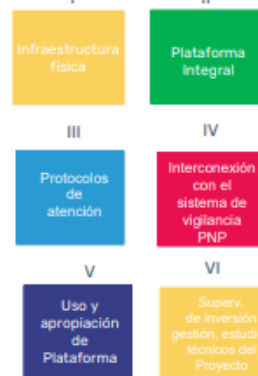 I
II
Infraestructura
física
Plataforma
Integral
III
IV
Protocolos
de
atención
Interconexión
con el
sistema de
vigilancia
PNP
V
VI
Uso y
apropiación
de
Plataforma
Superv.
de inversión
gestión, estudi
técnicos del
Proyecto